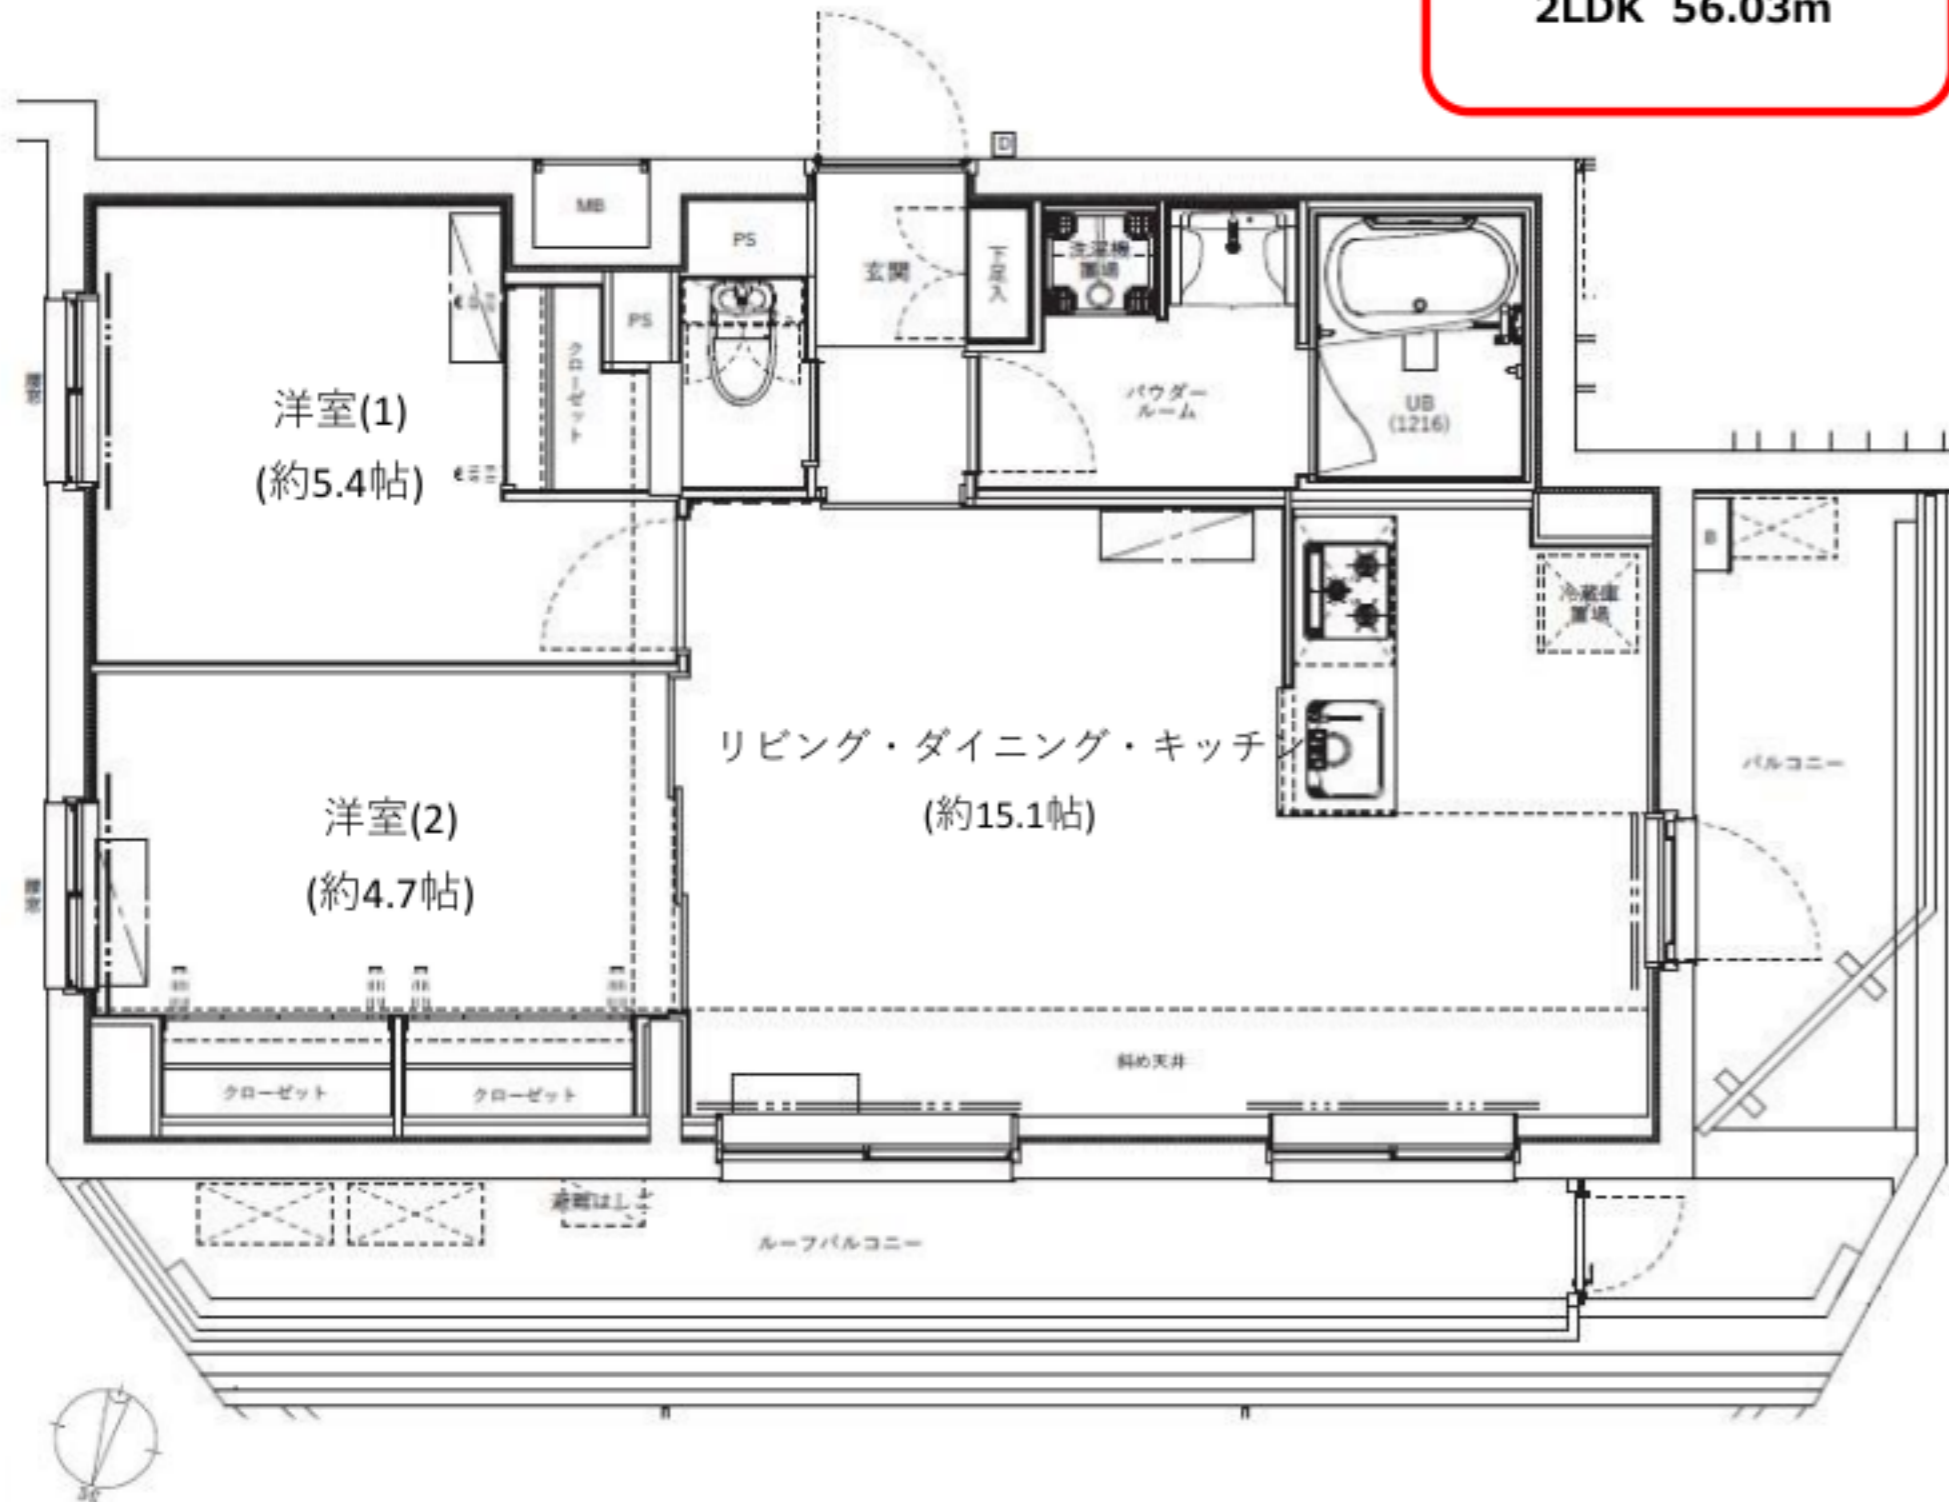 2LDK 56.03m
D
MB
PS
玄関
下足入
洗濯機
置場
PS
クローゼット
洋室(1)
(約5.4帖)
パウダー
ルーム
UB
(1216)
B
冷蔵庫
置場
リビング・ダイニング・キッチン
(約15.1帖)
バルコニー
洋室(2)
(約4.7帖)
斜め天井
クローゼット
クローゼット
避難はしご
ルーフバルコニー